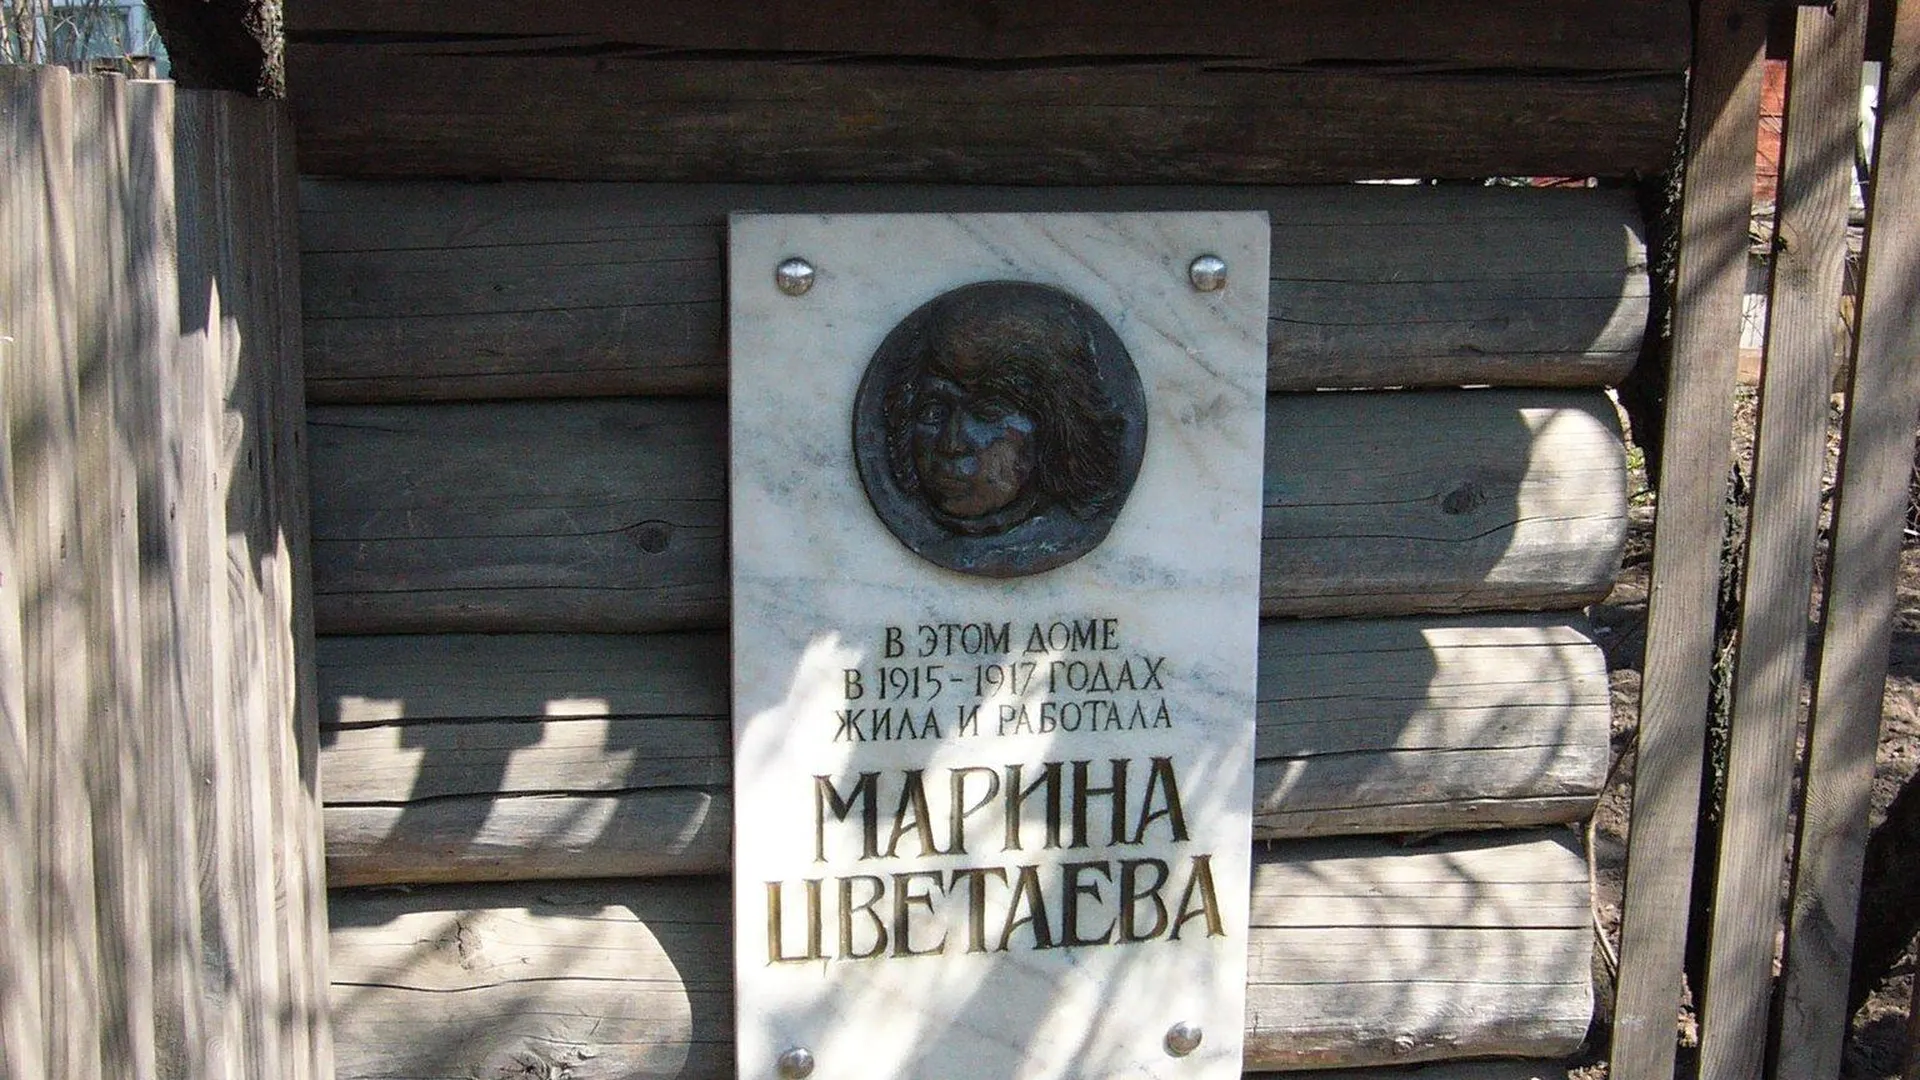 В ЭТОМ ДОМЕ
В 1915-1917 ГОДАХ
ЖИЛА И РАБОТАЛА
МАРИНА
ЦВЕТАЕВА